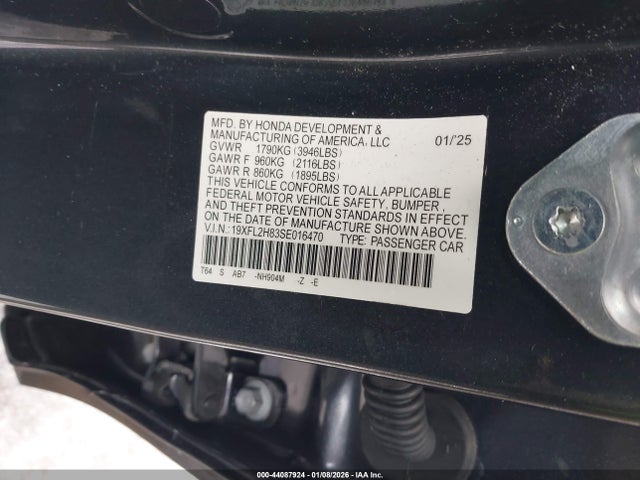 MFD. BY HONDA DEVELOPMENT &
MANUFACTURING OF AMERICA, LLC 01/'25
GVWR 1790KG (3946LBS)
GAWR F 960KG (2116LBS)
GAWR R 860KG (1895LBS)
THIS VEHICLE CONFORMS TO ALL APPLICABLE
FEDERAL MOTOR VEHICLE SAFETY, BUMPER,
AND THEFT PREVENTION STANDARDS IN EFFECT
ON THE DATE OF MANUFACTURE SHOWN ABOVE.
V.I.N.:19XFL2H83SE016470 TYPE: PASSENGER CAR
T64 S AB7 -NH904M -Z -E
000-44087924 | 01/08/2026 | IAA Inc.